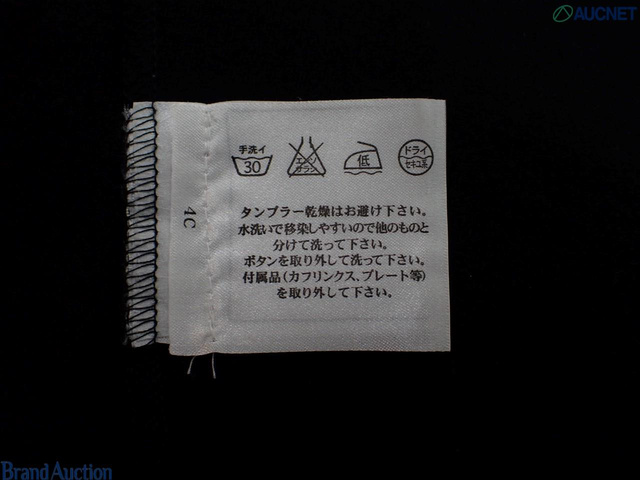 AUCNET
手洗イ
30
エンソ
サラシ
低
ドライ
セキユ系
4C
タンブラー乾燥はお避け下さい。
水洗いで移染しやすいので他のものと
分けて洗って下さい。
ボタンを取り外して洗って下さい。
付属品(カフリンクス、プレート等)
を取り外して下さい。
Brand Auction